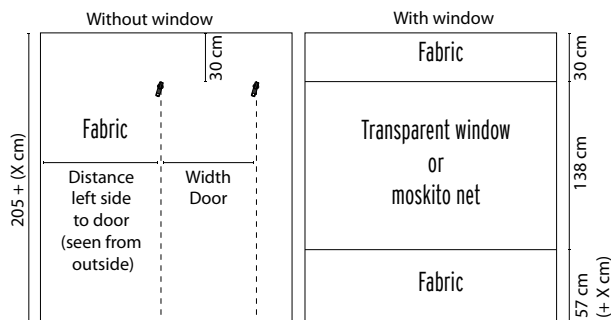 Without window
30 cm
Fabric
205 + (X cm)
Distance
left side
to door
(seen from
outside)
Width
Door
With window
Fabric
30 cm
Transparent window
or
moskito net
138 cm
Fabric
57 cm
(+ X cm)